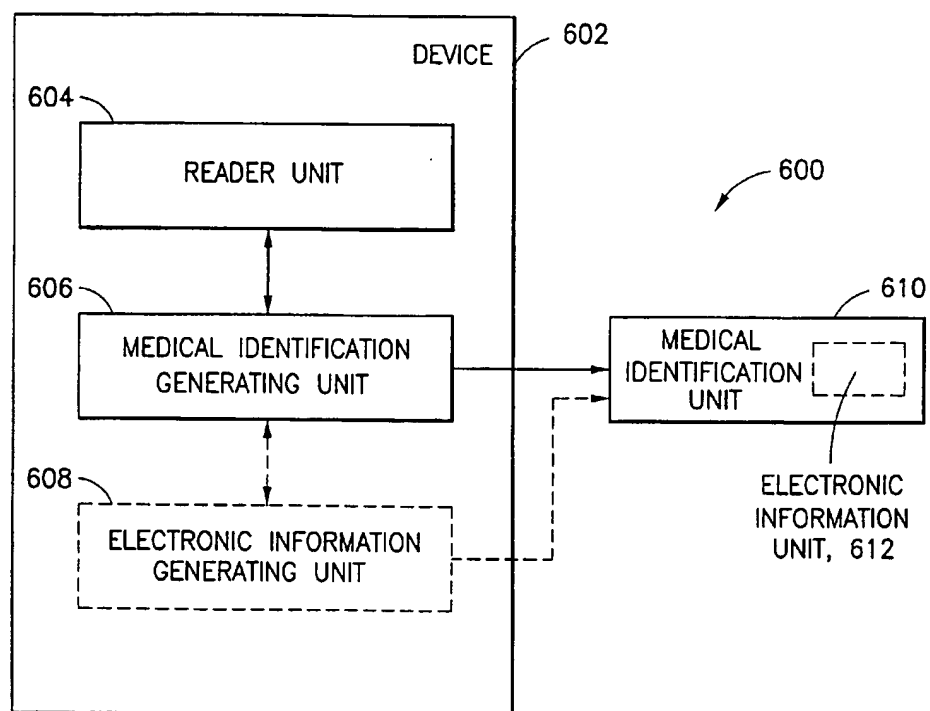 602
DEVICE
604
READER UNIT
600
606
610
MEDICAL IDENTIFICATION
GENERATING UNIT
MEDICAL
IDENTIFICATION
UNIT
608
ELECTRONIC INFORMATION
GENERATING UNIT
ELECTRONIC
INFORMATION
UNIT, 612